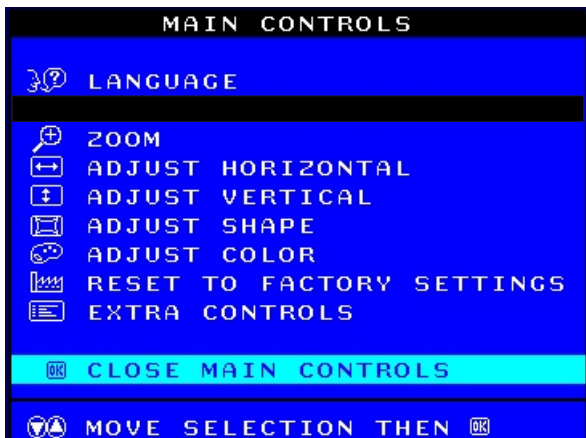 MAIN CONTROLS
LANGUAGE
ZOOM
ADJUST HORIZONTAL
ADJUST VERTICAL
ADJUST SHAPE
ADJUST COLOR
RESET TO FACTORY SETTINGS
EXTRA CONTROLS
OK CLOSE MAIN CONTROLS
MOVE SELECTION THEN OK